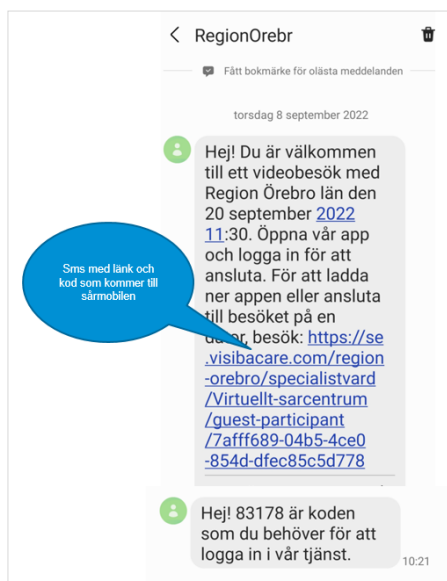 RegionOrebr
Fått bokmärke för olästa meddelanden
torsdag 8 september 2022
Hej! Du är välkommen
till ett videobesök med
Region Örebro län den
20 september 2022
11:30. Öppna vår app
och logga in för att
ansluta. För att ladda
ner appen eller ansluta
till besöket på en
dator, besök: https://se
.visibacare.com/region
-orebro/specialistvard
/Virtuellt-sarcentrum
/guest-participant
/7afff689-04b5-4ce0
-854d-dfec85c5d778
Sms med länk och
kod som kommer till
sårmobilen
Hej! 83178 är koden
som du behöver för att
logga in i vår tjänst.
10:21